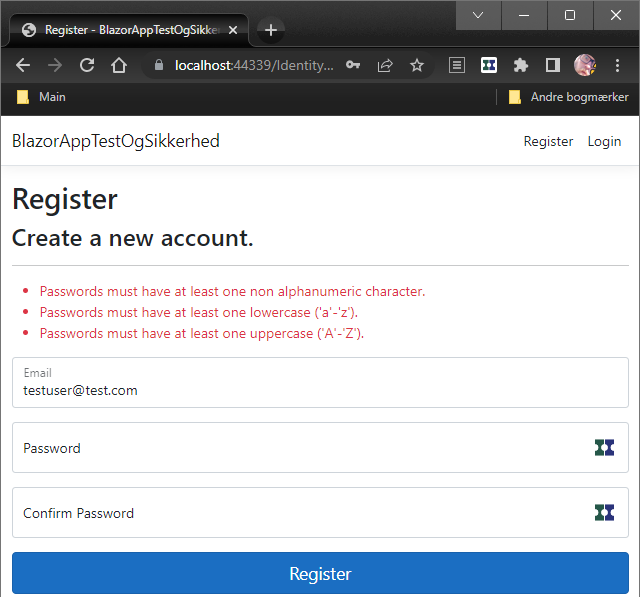 Register - BlazorAppTestOgSikke
localhost:44339/Identity...
Main
Andre bogmærker
BlazorAppTestOgSikkerhed
Register Login
Register
Create a new account.
Passwords must have at least one non alphanumeric character.
Passwords must have at least one lowercase ('a'-'z').
Passwords must have at least one uppercase ('A'-'Z').
Email
testuser@test.com
Password
Confirm Password
Register